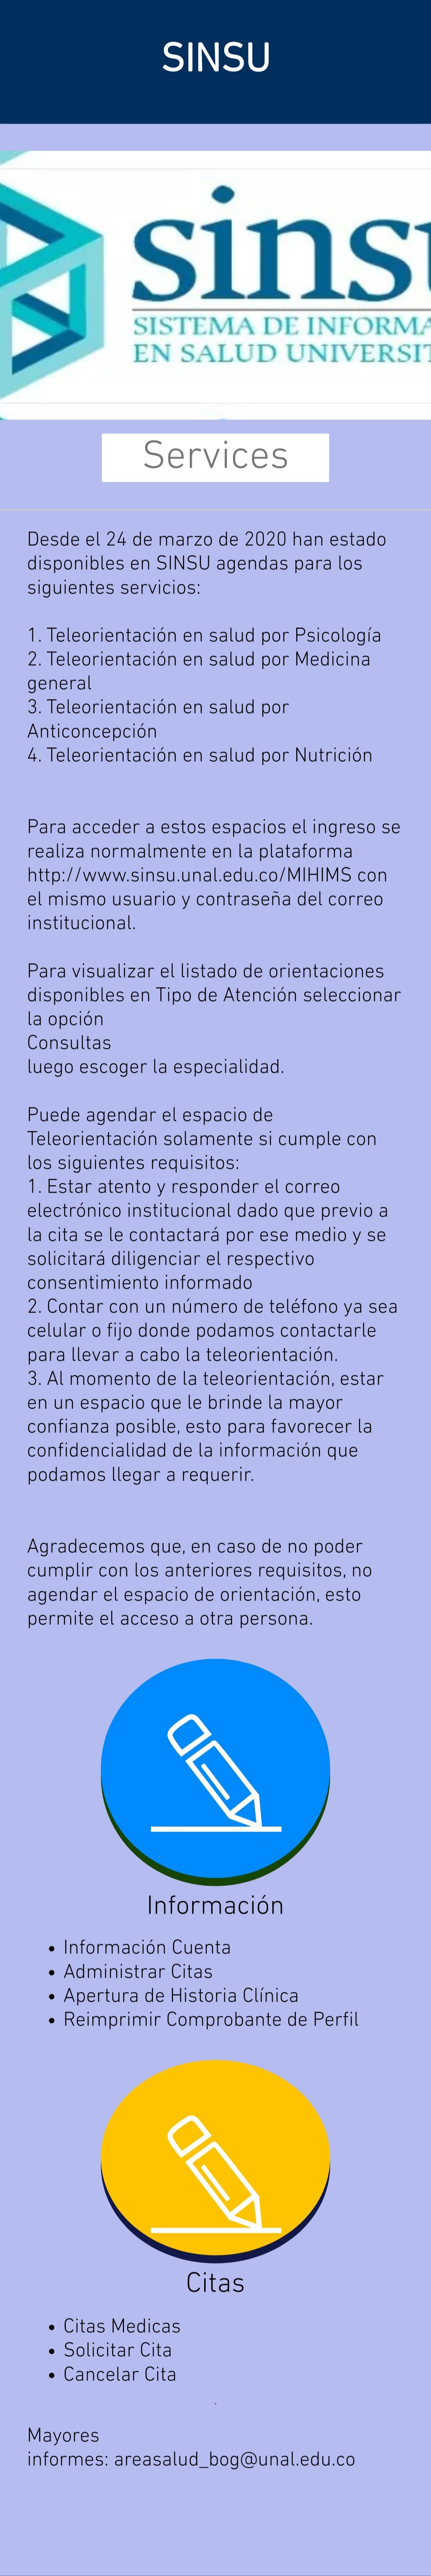 SINSU
sins
SISTEMA DE INFORMA
EN SALUD UNIVERSIT
Services
Desde el 24 de marzo de 2020 han estado
disponibles en SINSU agendas para los
siguientes servicios:
1. Teleorientación en salud por Psicología
2. Teleorientación en salud por Medicina
general
3. Teleorientación en salud por
Anticoncepción
4. Teleorientación en salud por Nutrición
Para acceder a estos espacios el ingreso se
realiza normalmente en la plataforma
http://www.sinsu.unal.edu.co/MIHIMS con
el mismo usuario y contraseña del correo
institucional.
Para visualizar el listado de orientaciones
disponibles en Tipo de Atención seleccionar
la opción
Consultas
luego escoger la especialidad.
Puede agendar el espacio de
Teleorientación solamente si cumple con
los siguientes requisitos:
1. Estar atento y responder el correo
electrónico institucional dado que previo a
la cita se le contactará por ese medio y se
solicitará diligenciar el respectivo
consentimiento informado
2. Contar con un número de teléfono ya sea
celular o fijo donde podamos contactarle
para llevar a cabo la teleorientación.
3. Al momento de la teleorientación, estar
en un espacio que le brinde la mayor
confianza posible, esto para favorecer la
confidencialidad de la información que
podamos llegar a requerir.
Agradecemos que, en caso de no poder
cumplir con los anteriores requisitos, no
agendar el espacio de orientación, esto
permite el acceso a otra persona.
Información
• Información Cuenta
• Administrar Citas
• Apertura de Historia Clínica
• Reimprimir Comprobante de Perfil
Citas
• Citas Medicas
• Solicitar Cita
• Cancelar Cita
.
Mayores
informes: areasalud_bog@unal.edu.co